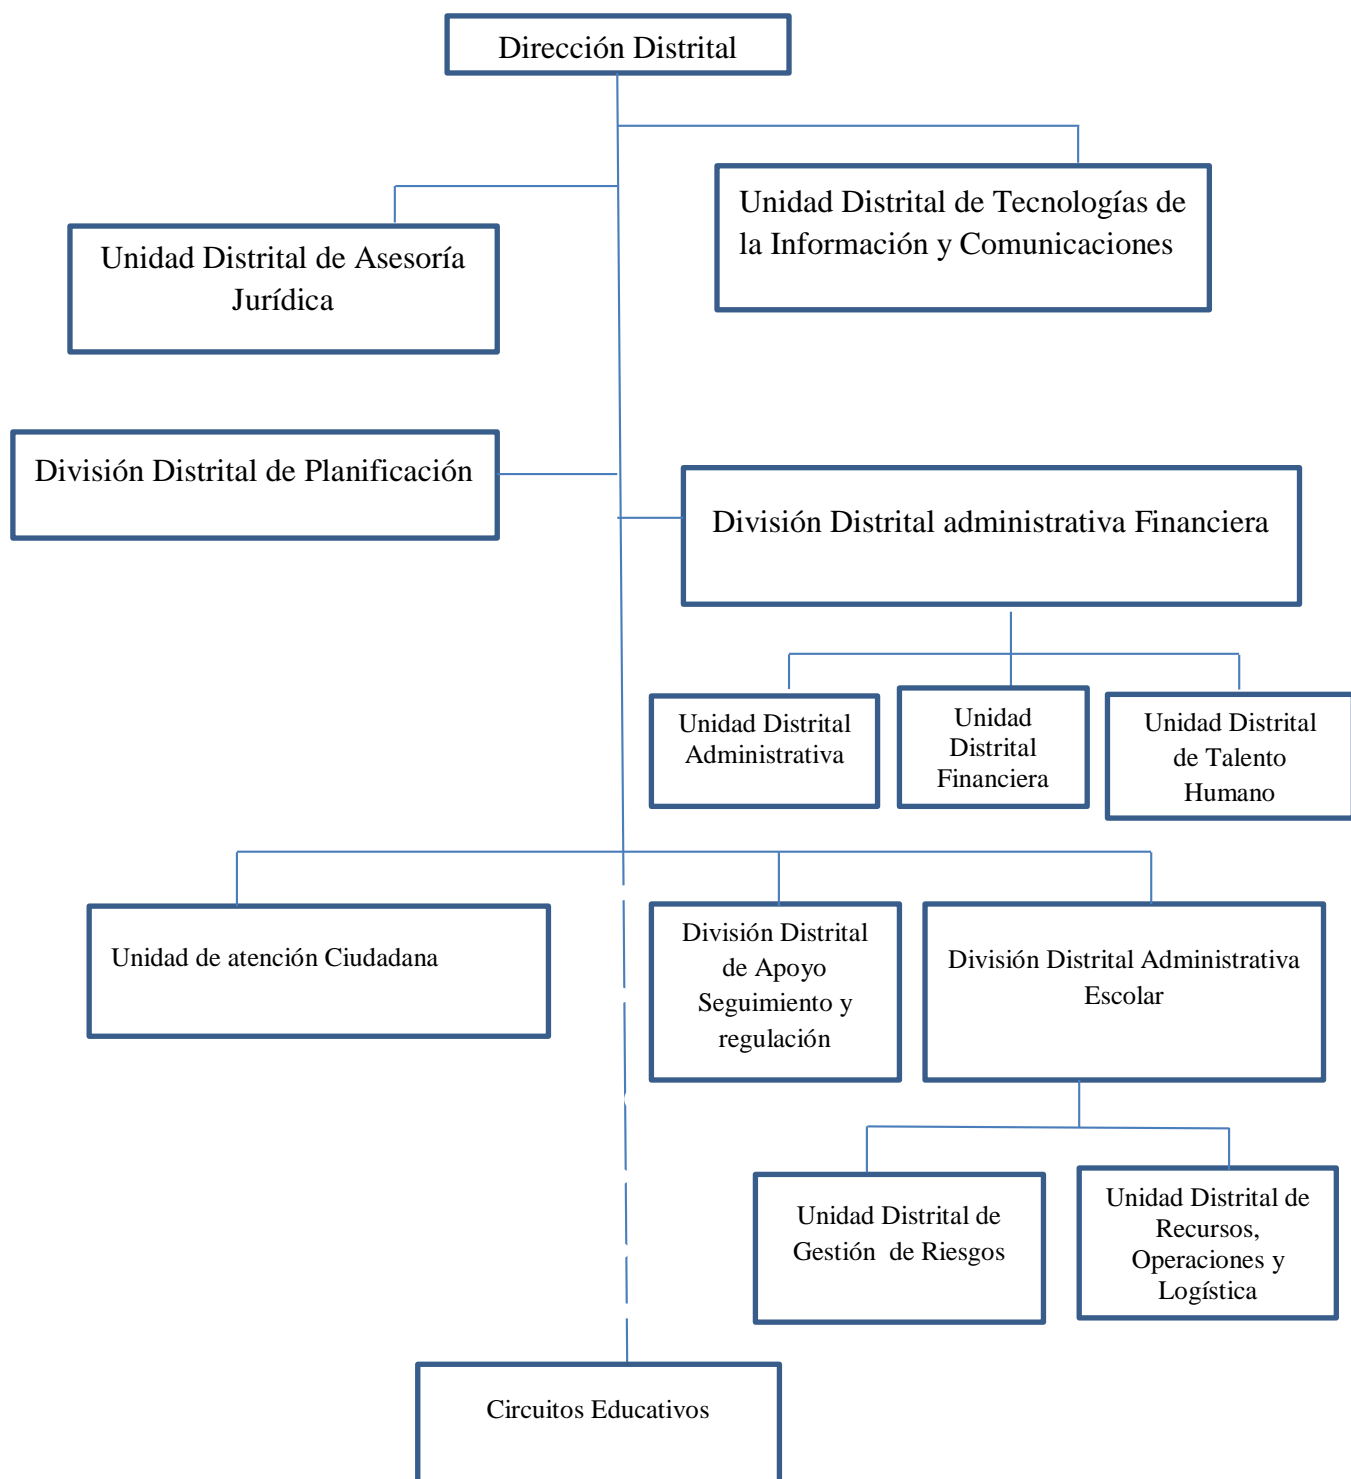 Dirección Distrital
Unidad Distrital de Tecnologías de
la Información y Comunicaciones
Unidad Distrital de Asesoría
Jurídica
División Distrital de Planificación
División Distrital administrativa Financiera
Unidad Distrital
Administrativa
Unidad
Distrital
Financiera
Unidad Distrital
de Talento
Humano
Unidad de atención Ciudadana
División Distrital
de Apoyo
Seguimiento y
regulación
División Distrital Administrativa
Escolar
Unidad Distrital de
Gestión  de Riesgos
Unidad Distrital de
Recursos,
Operaciones y
Logística
Circuitos Educativos